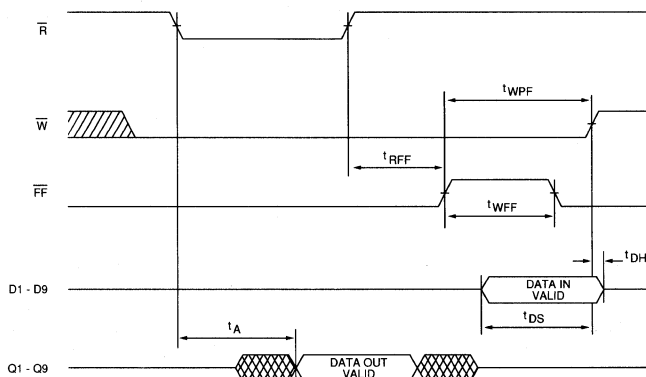 R
tWPF
W
tRFF
FF
tWFF
tDH
D1 - D9
DATA IN
VALID
tDS
tA
Q1 - Q9
DATA OUT
VALID